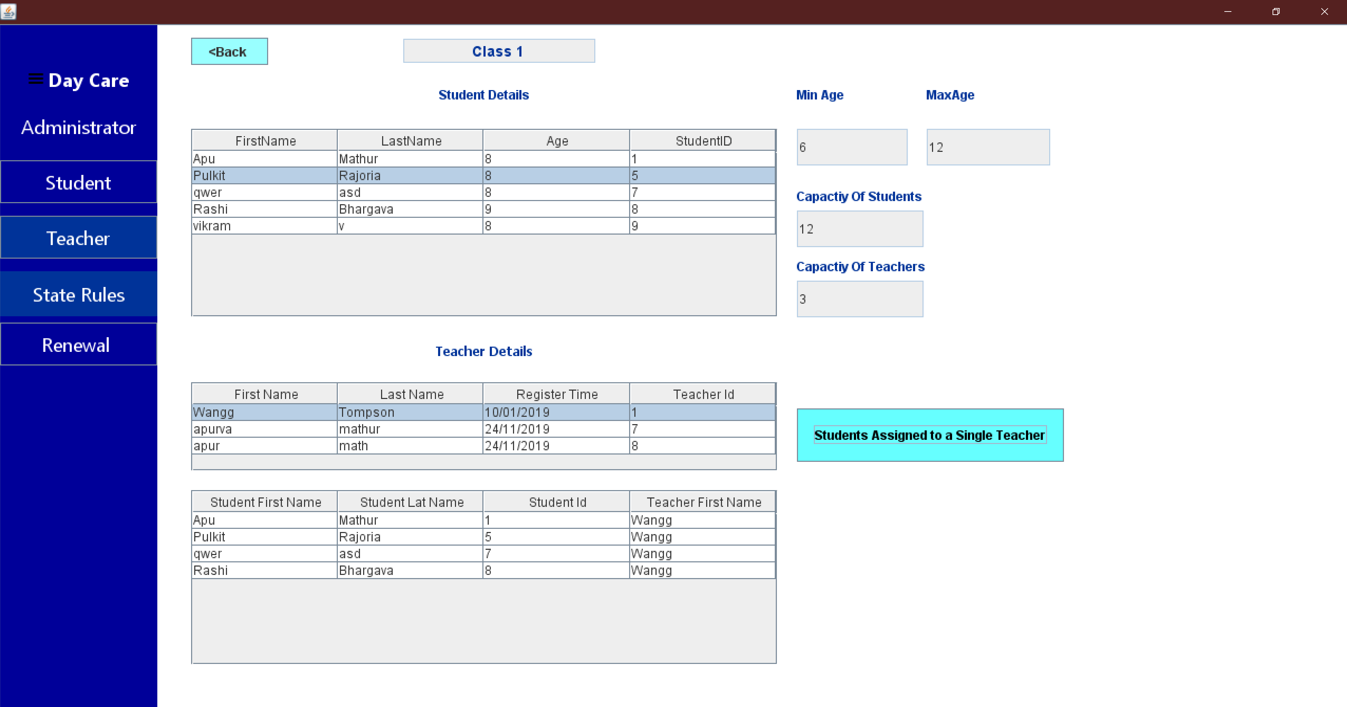 <Back
Class 1
Day Care
Administrator
Student
Teacher
State Rules
Renewal
Student Details
FirstName LastName Age StudentID
Apu Mathur 8 1
Pulkit Rajoria 8 5
qwer asd 8 7
Rashi Bhargava 9 8
vikram v 8 9
Min Age MaxAge
6 12
Capactiy Of Students
12
Capactiy Of Teachers
3
Teacher Details
First Name Last Name Register Time Teacher Id
Wangg Tompson 10/01/2019 1
apurva mathur 24/11/2019 7
apur math 24/11/2019 8
Students Assigned to a Single Teacher
Student First Name Student Lat Name Student Id Teacher First Name
Apu Mathur 1 Wangg
Pulkit Rajoria 5 Wangg
qwer asd 7 Wangg
Rashi Bhargava 8 Wangg